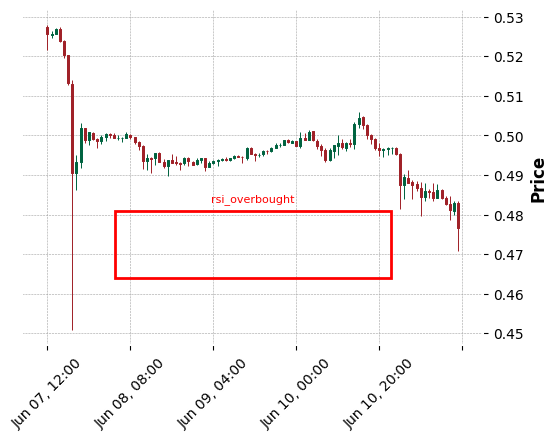 0.53
0.52
0.51
0.50
0.49
0.48
0.47
0.46
0.45
Price
rsi_overbought
Jun 07, 12:00
Jun 08, 08:00
Jun 09, 04:00
Jun 10, 00:00
Jun 10, 20:00